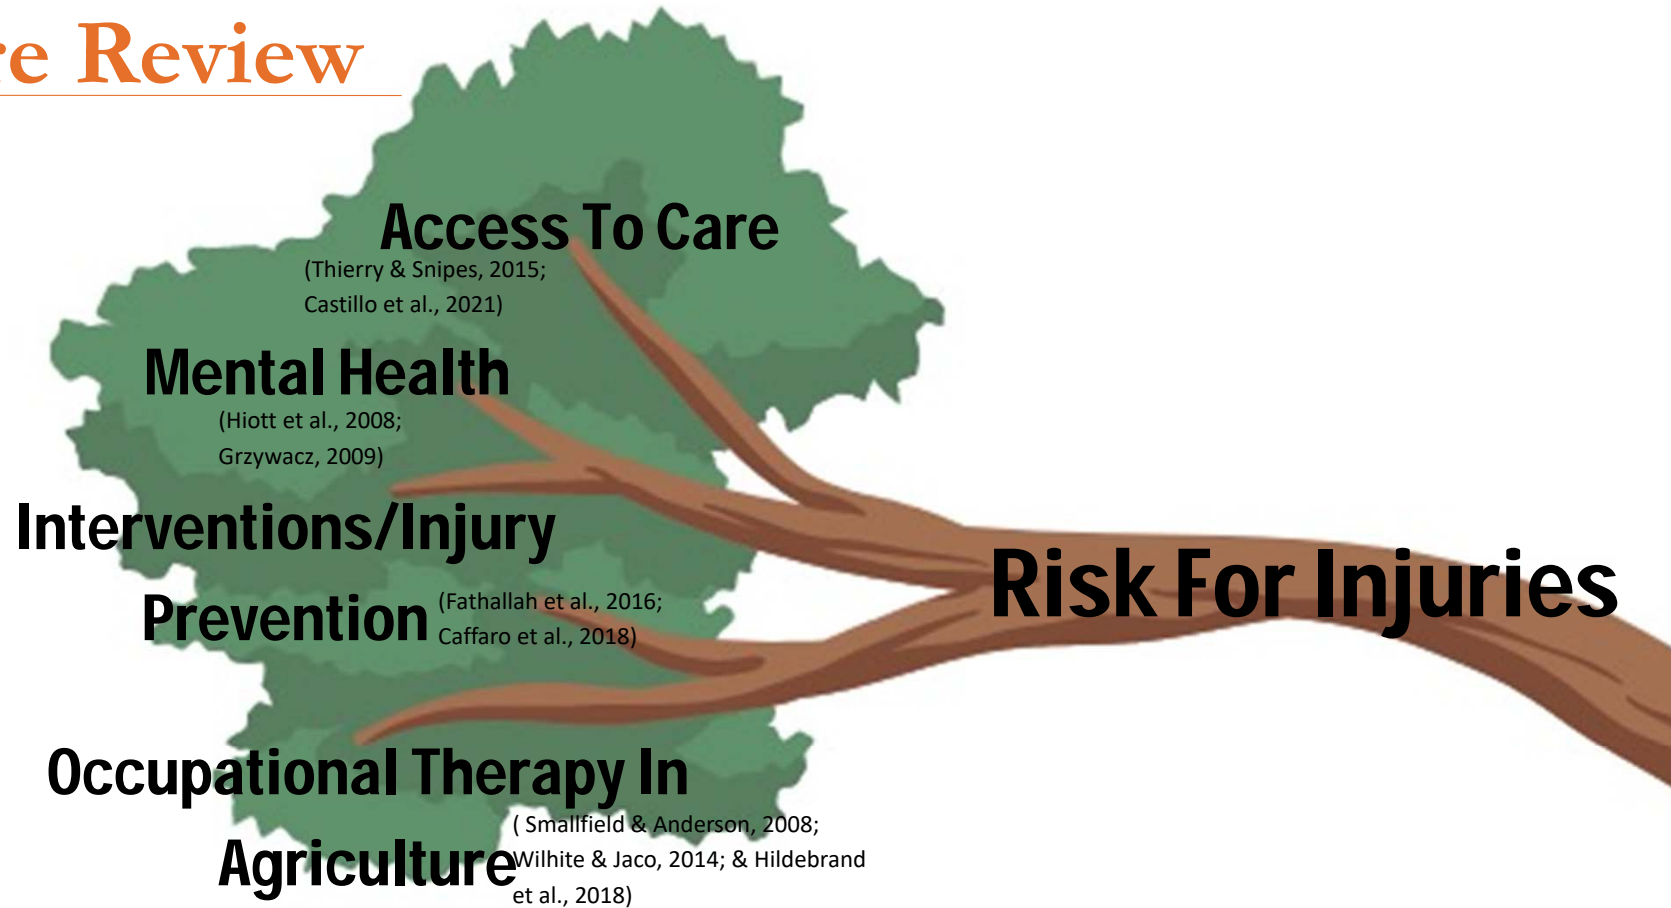 re Review
Access To Care
(Thierry & Snipes, 2015;
Castillo et al., 2021)
Mental Health
(Hiott et al., 2008;
Grzywacz, 2009)
Interventions/Injury
Prevention (Fathallah et al., 2016;
Caffaro et al., 2018)
Risk For Injuries
Occupational Therapy In
Agriculture
( Smallfield & Anderson, 2008;
Wilhite & Jaco, 2014; & Hildebrand
et al., 2018)